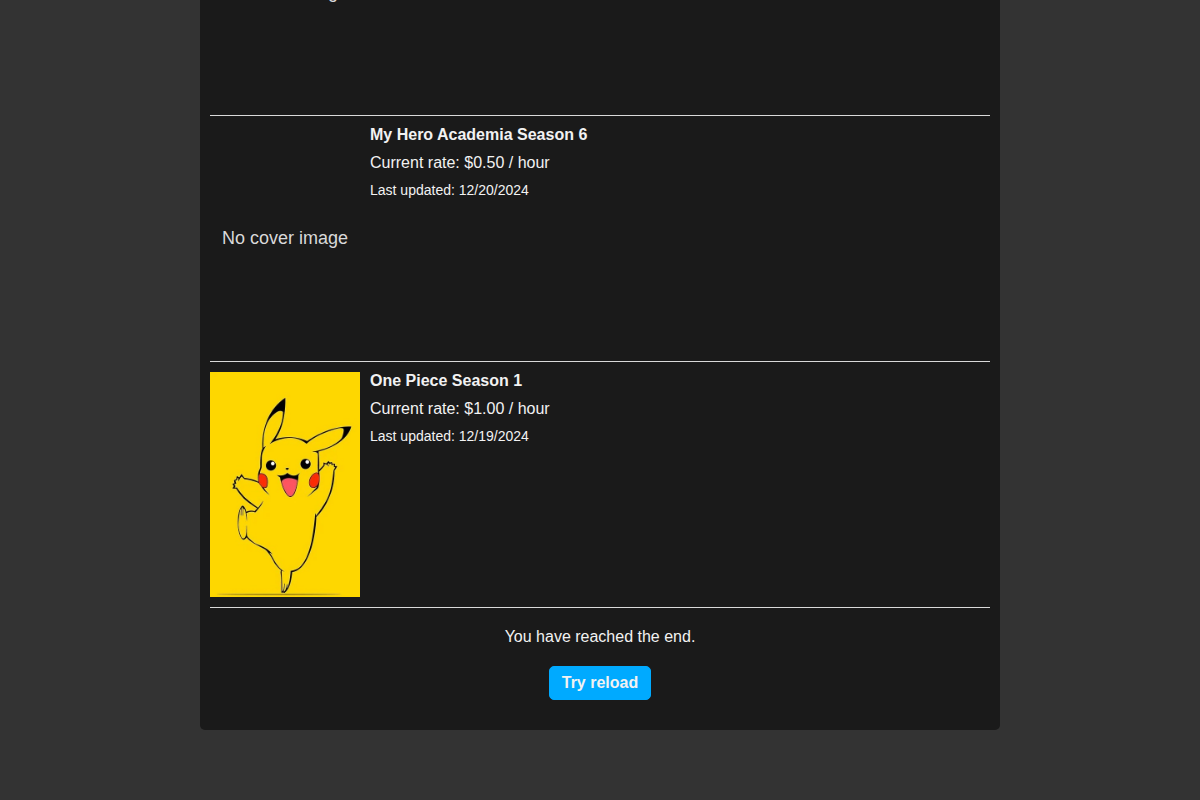 My Hero Academia Season 6
Current rate: $0.50 / hour
Last updated: 12/20/2024
No cover image
One Piece Season 1
Current rate: $1.00 / hour
Last updated: 12/19/2024
You have reached the end.
Try reload